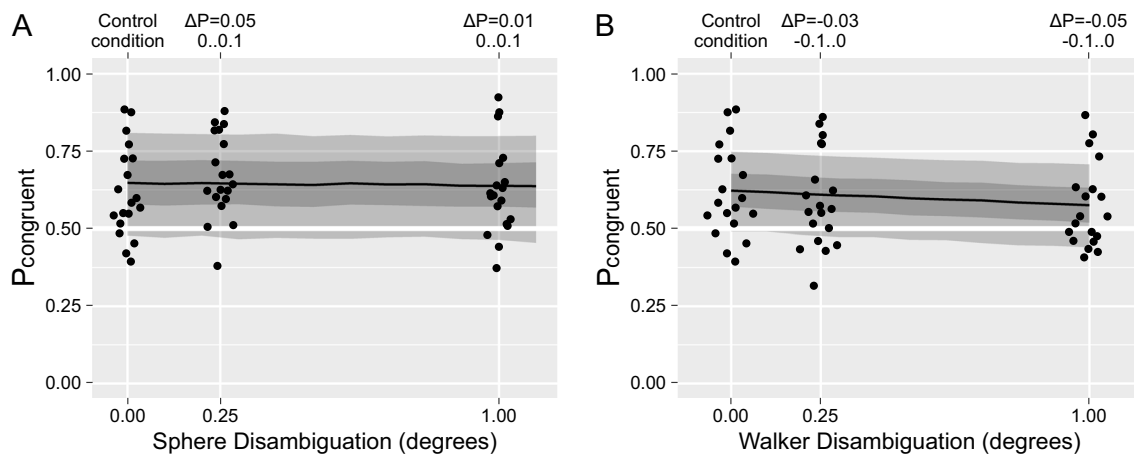 A
Control condition
ΔP=0.05
0..0.1
ΔP=0.01
0..0.1
1.00
0.75
0.50
0.25
0.00
Pcongruent
0.00
0.25
1.00
Sphere Disambiguation (degrees)
B
Control condition
ΔP=-0.03
-0.1..0
ΔP=-0.05
-0.1..0
1.00
0.75
0.50
0.25
0.00
Pcongruent
0.00
0.25
1.00
Walker Disambiguation (degrees)